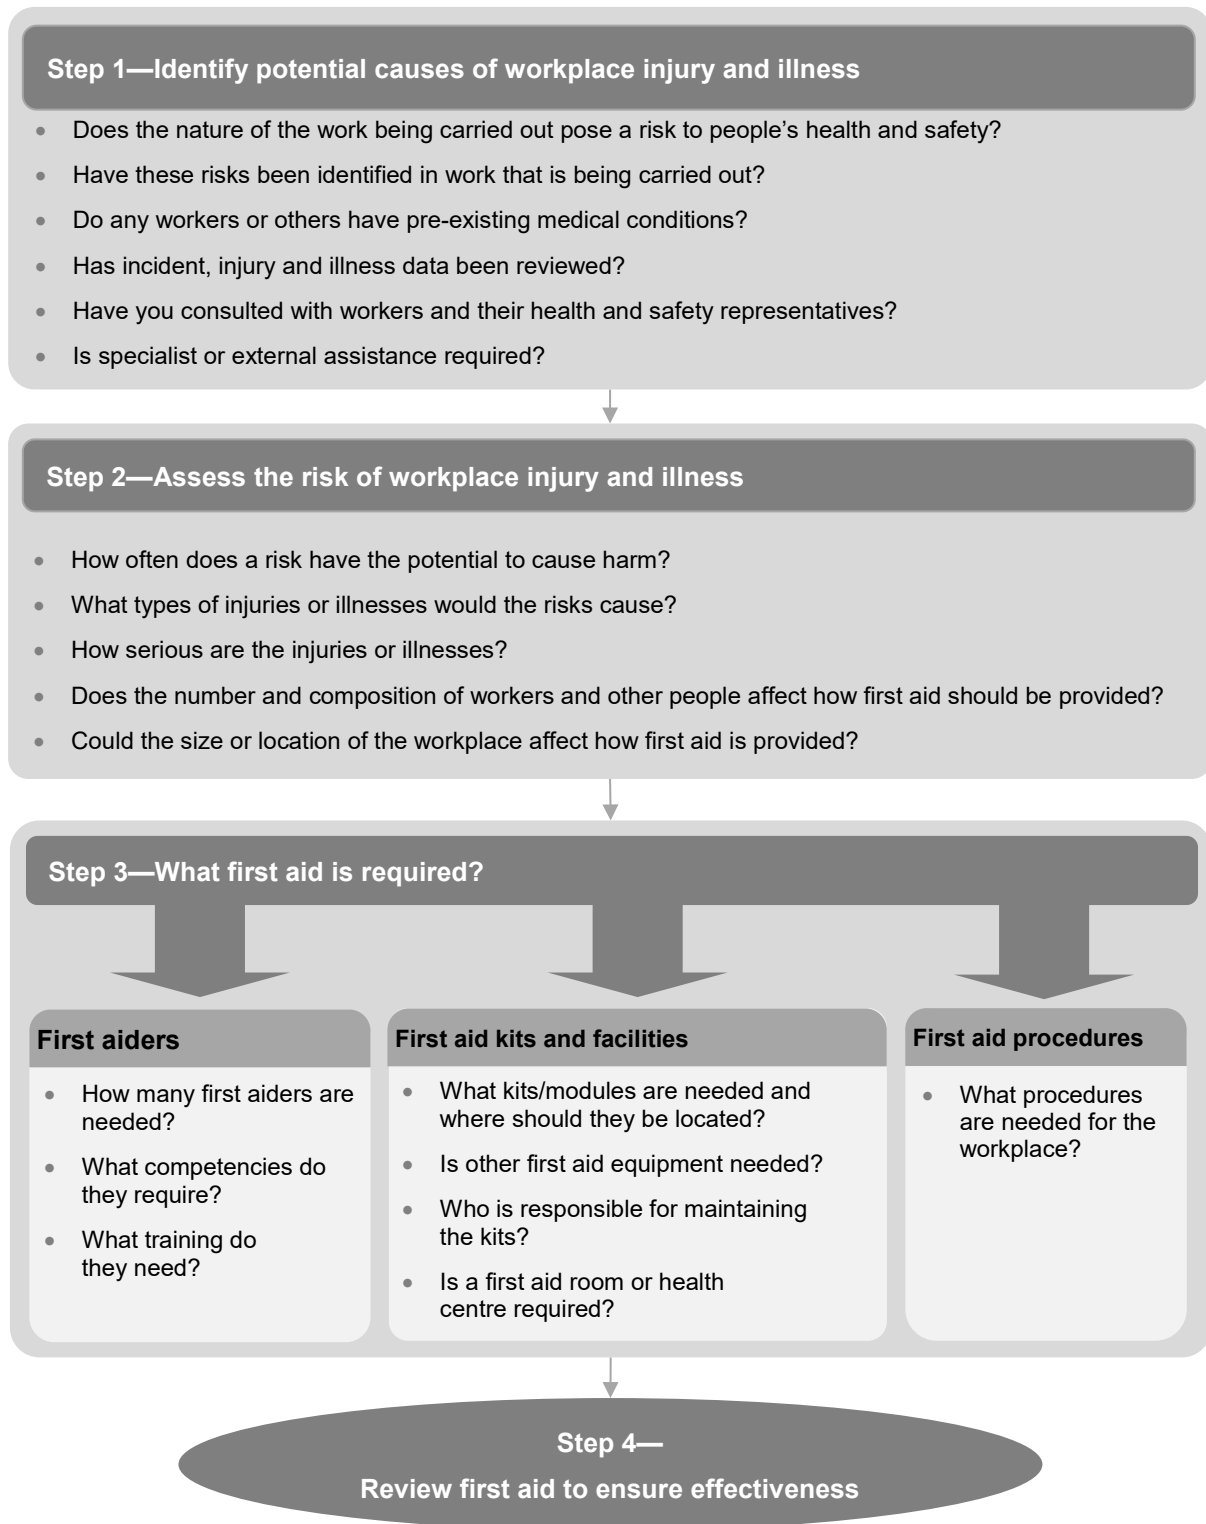 Step 1—Identify potential causes of workplace injury and illness
• Does the nature of the work being carried out pose a risk to people’s health and safety?
• Have these risks been identified in work that is being carried out?
• Do any workers or others have pre-existing medical conditions?
• Has incident, injury and illness data been reviewed?
• Have you consulted with workers and their health and safety representatives?
• Is specialist or external assistance required?
Step 2—Assess the risk of workplace injury and illness
• How often does a risk have the potential to cause harm?
• What types of injuries or illnesses would the risks cause?
• How serious are the injuries or illnesses?
• Does the number and composition of workers and other people affect how first aid should be provided?
• Could the size or location of the workplace affect how first aid is provided?
Step 3—What first aid is required?
First aiders
• How many first aiders are
needed?
• What competencies do
they require?
• What training do
they need?
First aid kits and facilities
• What kits/modules are needed and
where should they be located?
• Is other first aid equipment needed?
• Who is responsible for maintaining
the kits?
• Is a first aid room or health
centre required?
First aid procedures
• What procedures
are needed for the
workplace?
Step 4—
Review first aid to ensure effectiveness